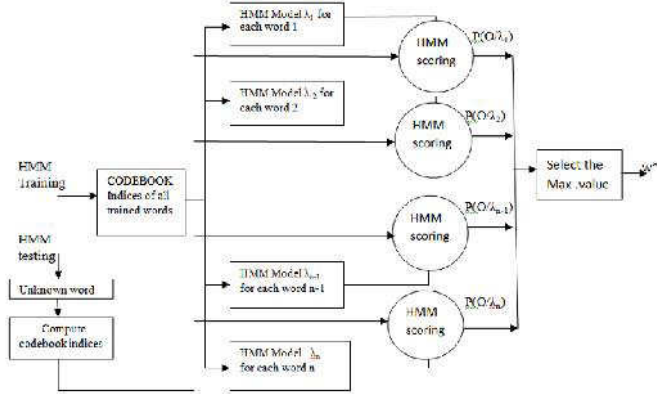 HMM Model λ1 for
each word 1
HMM
scoring
P(O/λ1)
HMM Model λ2 for
each word 2
HMM
scoring
P(O/λ2)
HMM
Training
CODEBOOK
Indices of all
trained words
Select the
Max .value
HMM
scoring
P(O/λn-1)
HMM
testing
Unknown word
HMM Model λn-1
for each word n-1
HMM
scoring
P(O/λn)
Compute
codebook indices
HMM Model λn
for each word n